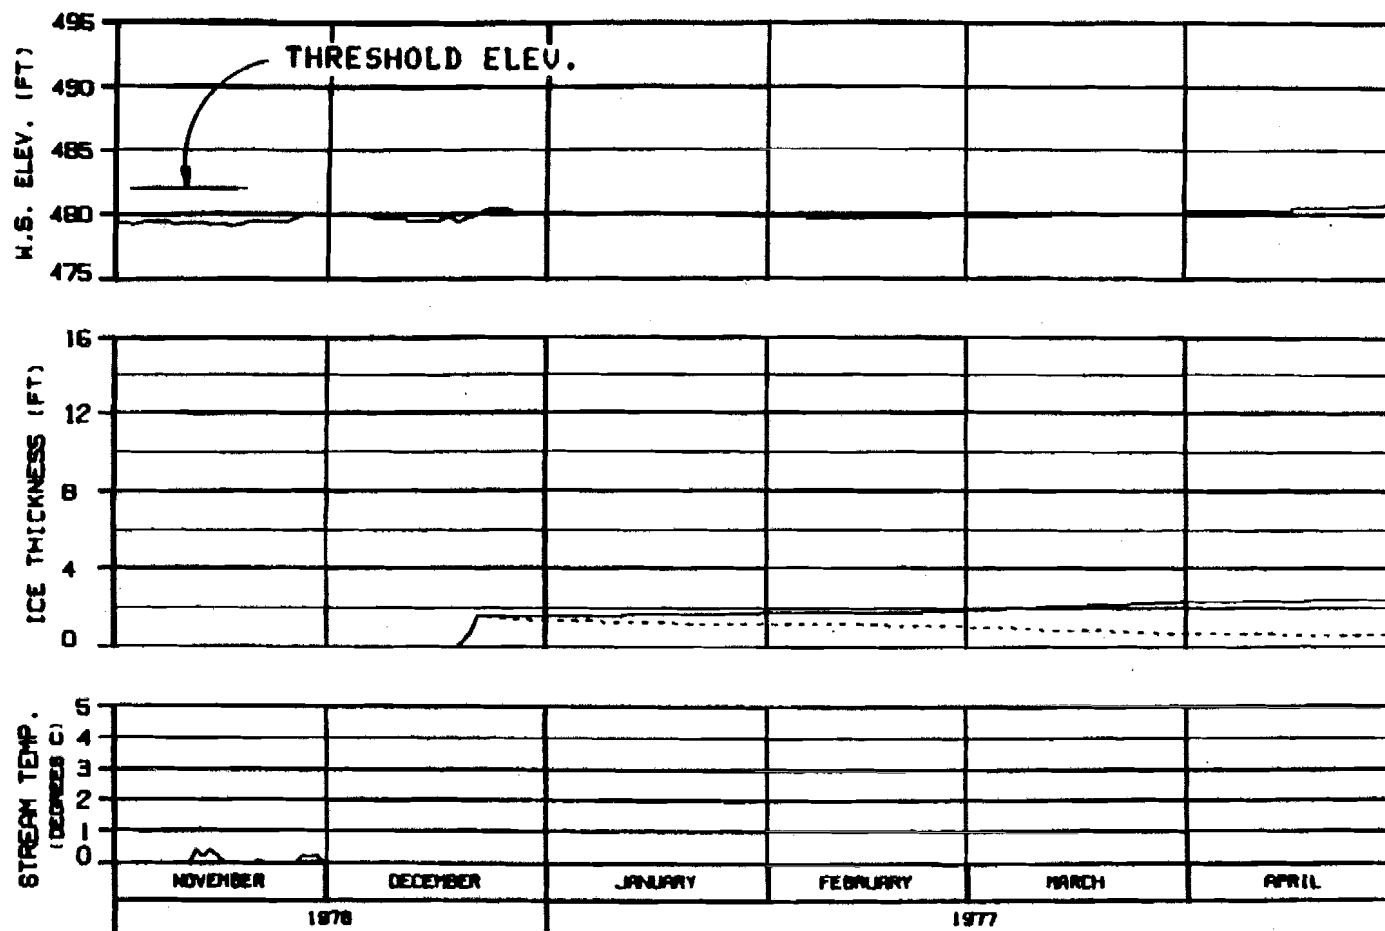 W.S. ELEV. (FT)
495
490
485
480
475
THRESHOLD ELEV.
ICE THICKNESS (FT)
16
12
8
4
0
STREAM TEMP.
(DEGREES C)
5
4
3
2
1
0
NOVEMBER DECEMBER JANUARY FEBRUARY MARCH APRIL
1976 1977